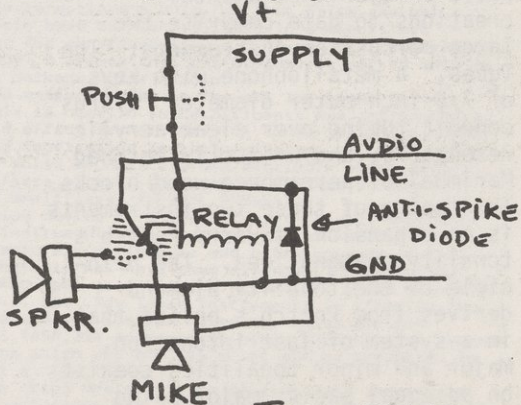 V+
SUPPLY
PUSH
AUDIO
LINE
RELAY
ANTI-SPIKE
DIODE
GND
SPKR.
MIKE